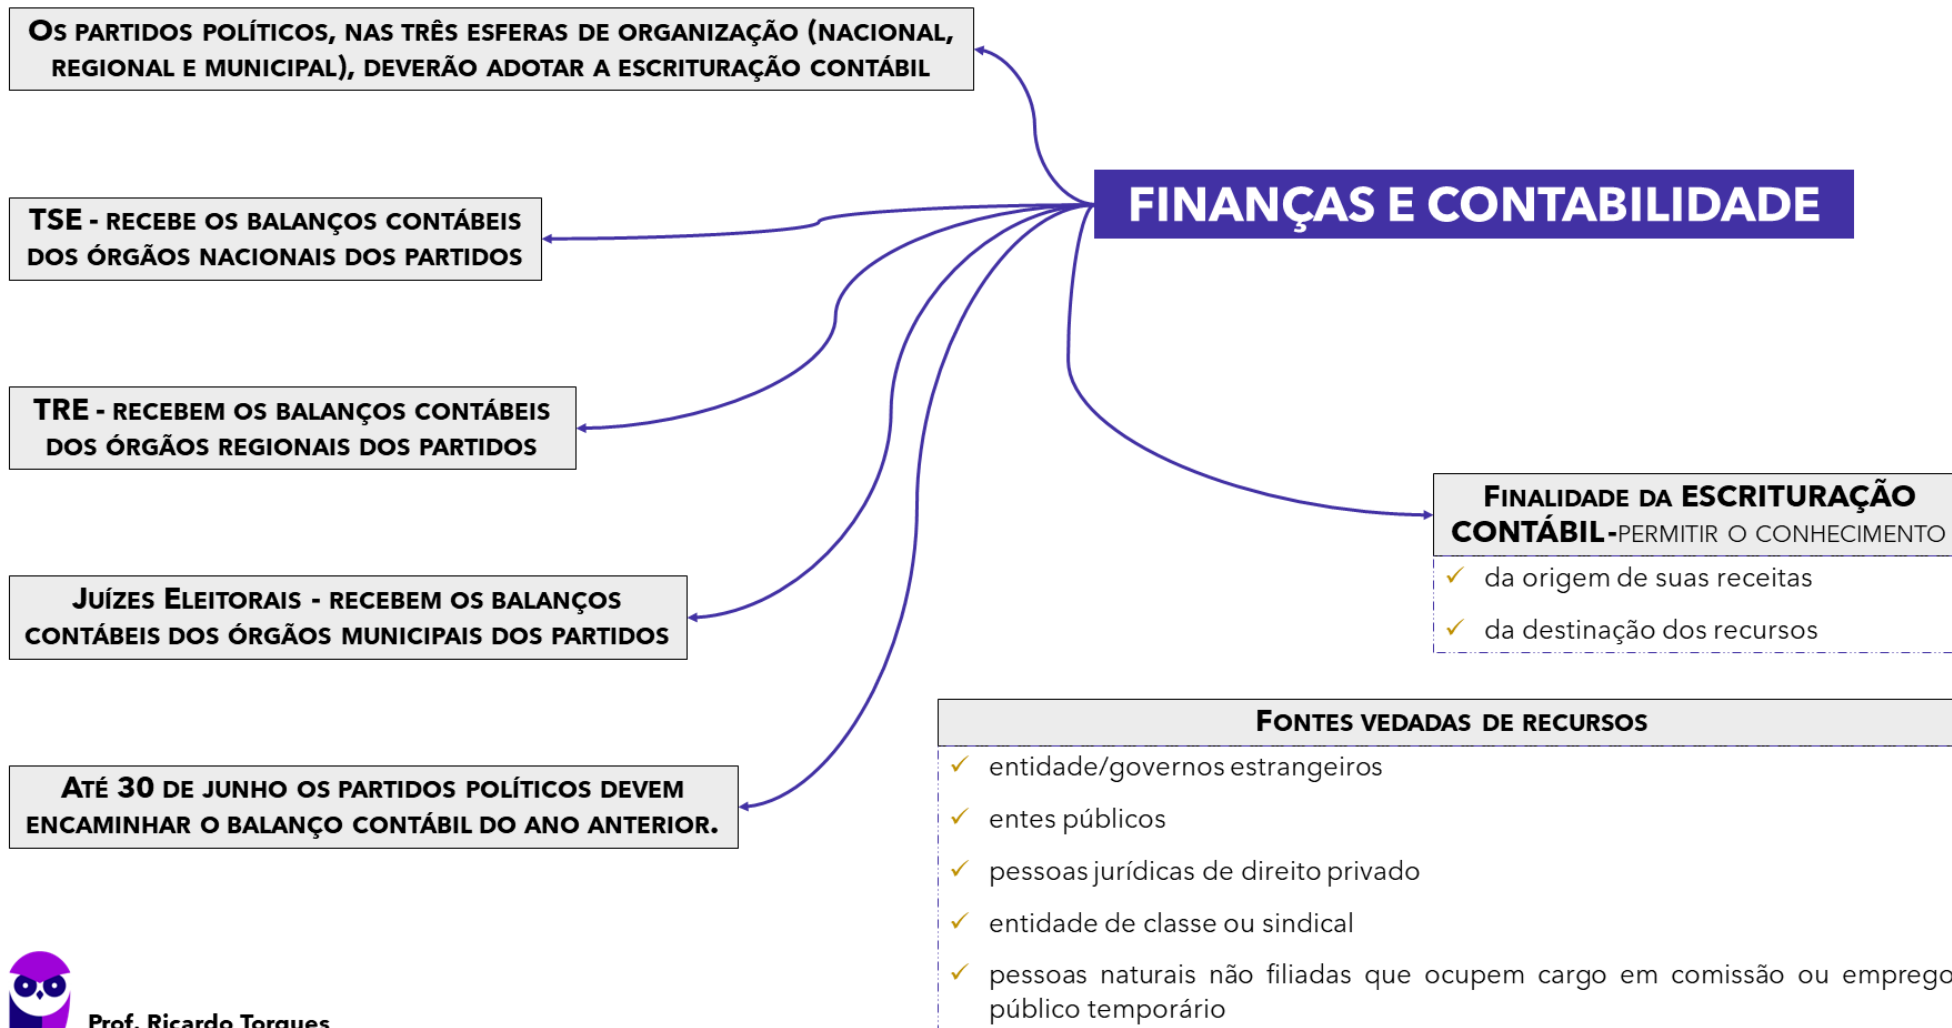 OS PARTIDOS POLÍTICOS, NAS TRÊS ESFERAS DE ORGANIZAÇÃO (NACIONAL,
REGIONAL E MUNICIPAL), DEVERÃO ADOTAR A ESCRITURAÇÃO CONTÁBIL
FINANÇAS E CONTABILIDADE
TSE - RECEBE OS BALANÇOS CONTÁBEIS
DOS ÓRGÃOS NACIONAIS DOS PARTIDOS
TRE - RECEBEM OS BALANÇOS CONTÁBEIS
DOS ÓRGÃOS REGIONAIS DOS PARTIDOS
JUÍZES ELEITORAIS - RECEBEM OS BALANÇOS
CONTÁBEIS DOS ÓRGÃOS MUNICIPAIS DOS PARTIDOS
ATÉ 30 DE JUNHO OS PARTIDOS POLÍTICOS DEVEM
ENCAMINHAR O BALANÇO CONTÁBIL DO ANO ANTERIOR.
FINALIDADE DA ESCRITURAÇÃO
CONTÁBIL-PERMITIR O CONHECIMENTO
da origem de suas receitas
da destinação dos recursos
FONTES VEDADAS DE RECURSOS
entidade/governos estrangeiros
entes públicos
pessoas jurídicas de direito privado
entidade de classe ou sindical
pessoas naturais não filiadas que ocupem cargo em comissão ou emprego
público temporário
Prof. Ricardo Torques